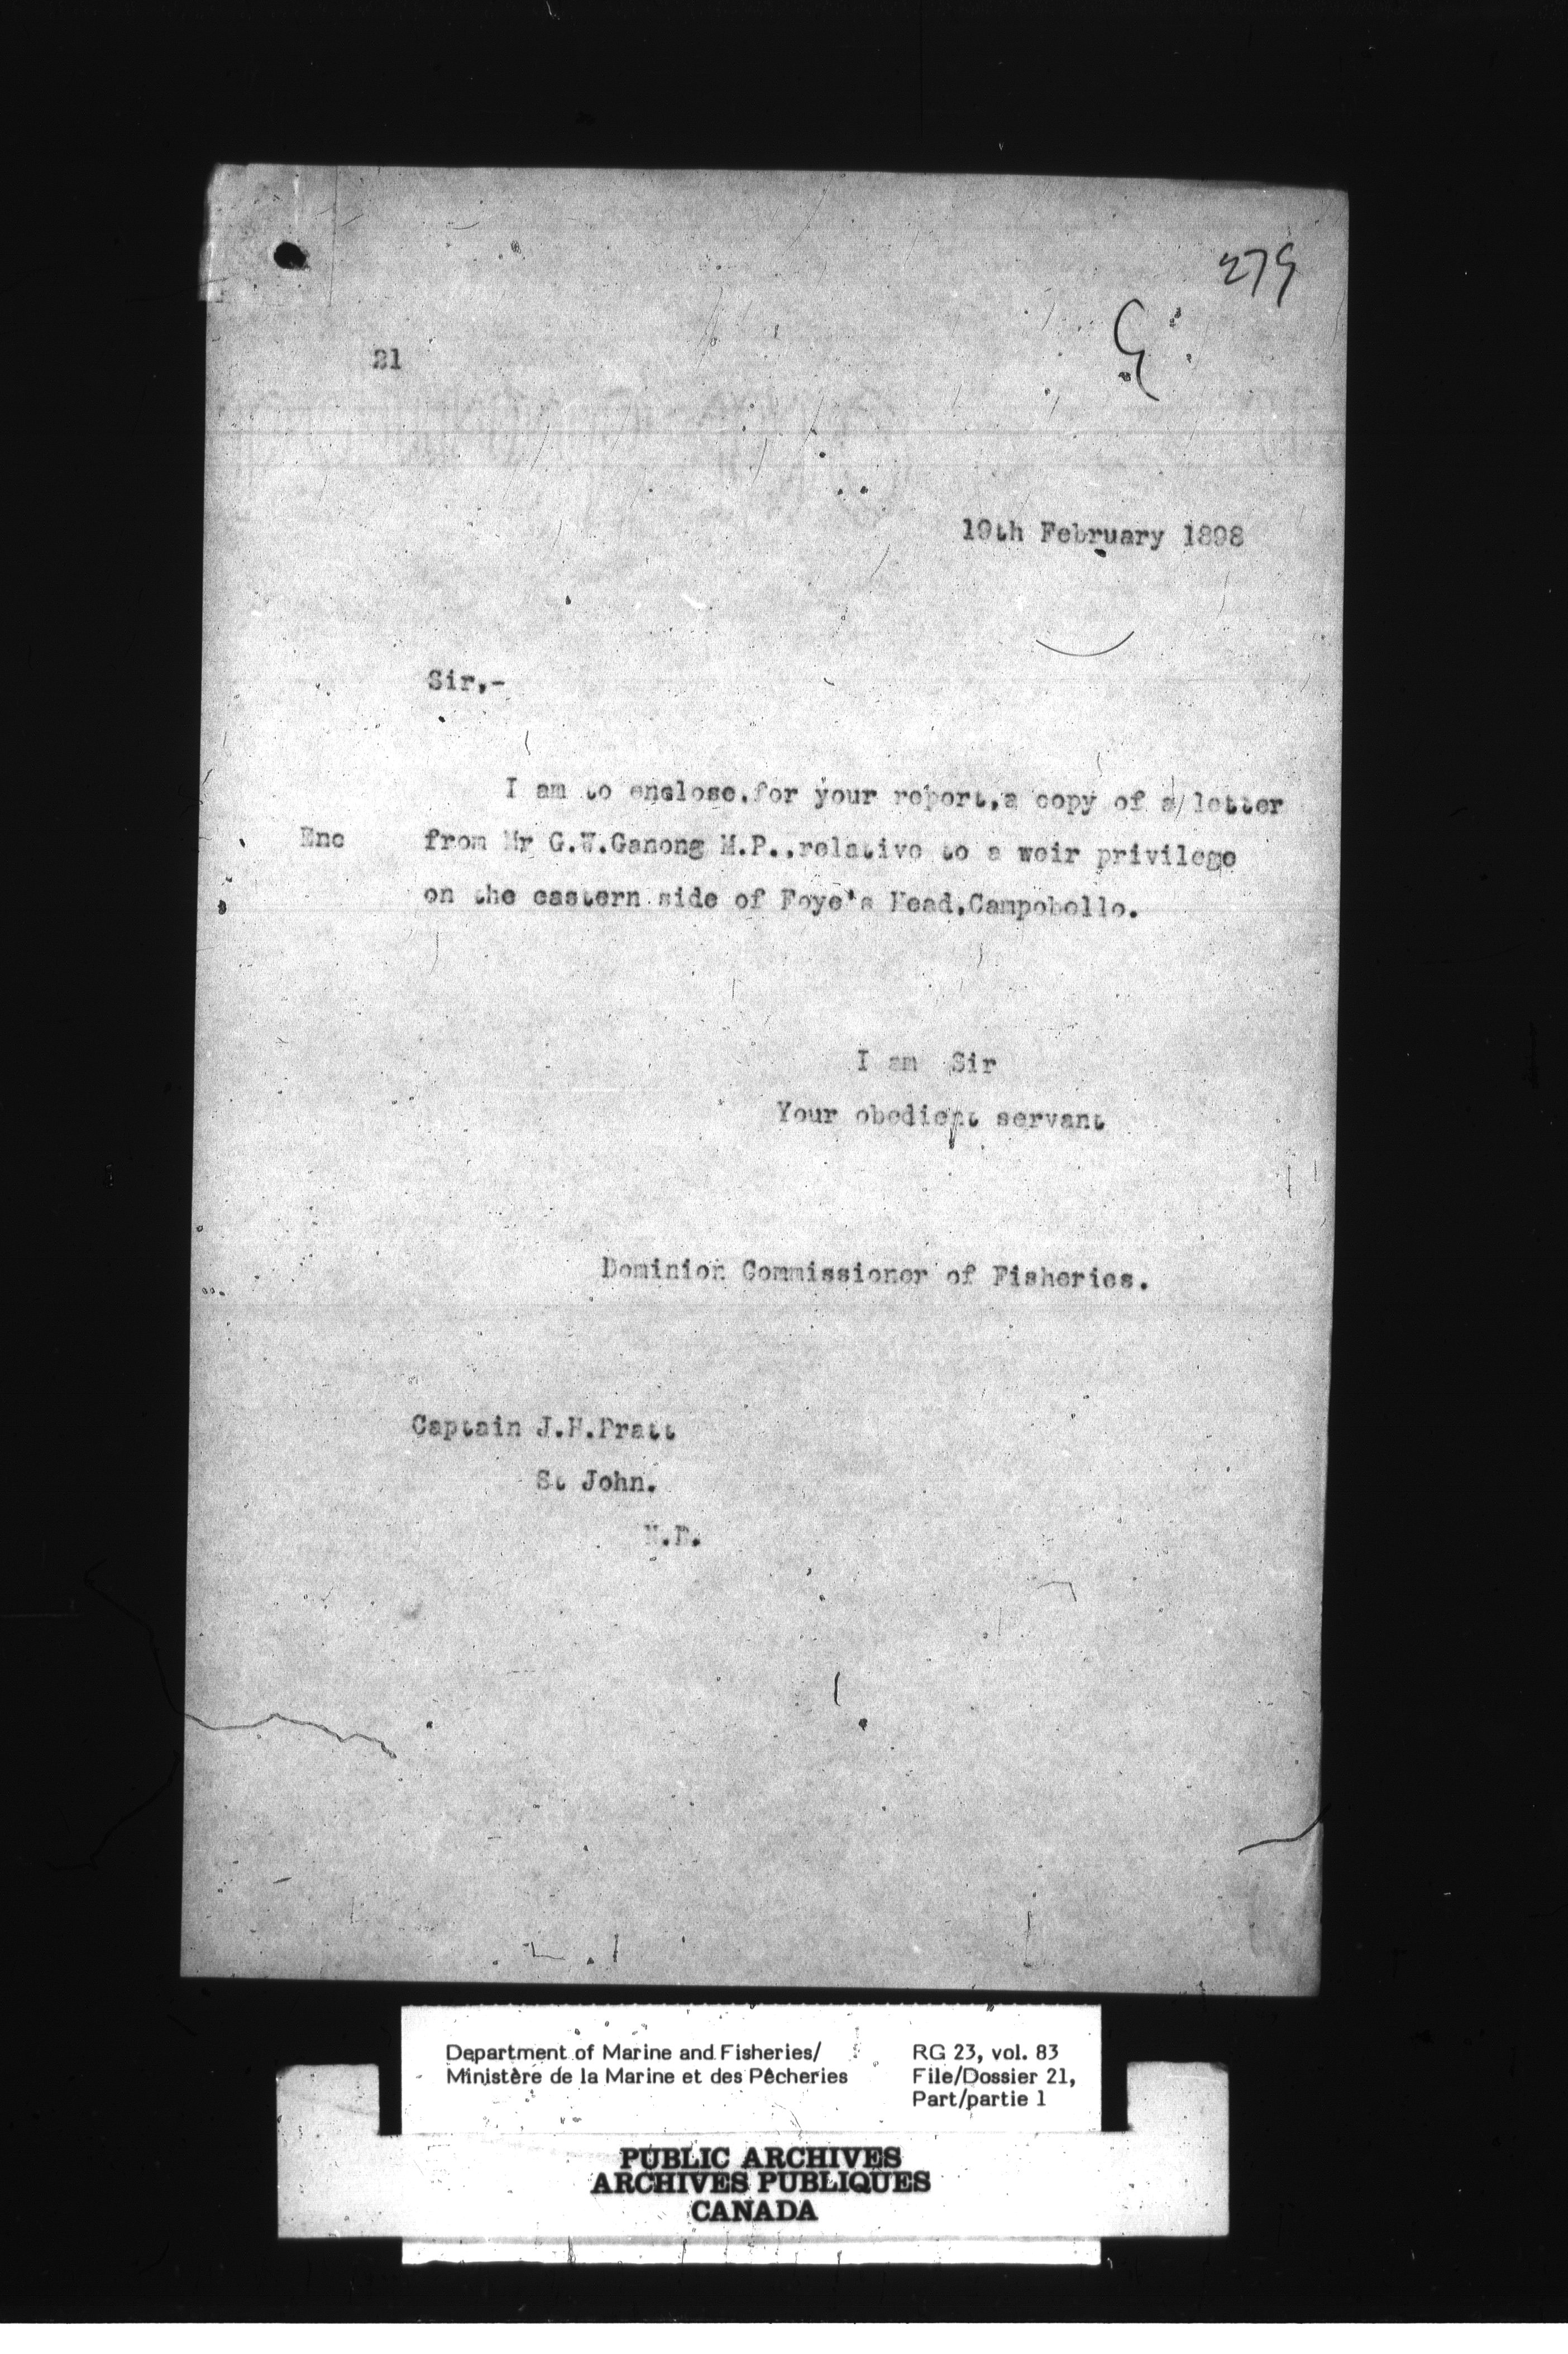 279
21
19th February 1898
Sir,-
I am to enclose,for your report,a copy of a letter
Enc from Mr G.W.Ganong M.P.,relative to a weir privilege
on the eastern side of Foye's Head,Campobello.
I am Sir
Your obedient servant
Dominion Commissioner of Fisheries.
Captain J.H.Pratt
St John.
N.B.
Department of Marine and Fisheries/
Ministère de la Marine et des Pêcheries
RG 23, vol. 83
File/Dossier 21,
Part/partie 1
PUBLIC ARCHIVES
ARCHIVES PUBLIQUES
CANADA